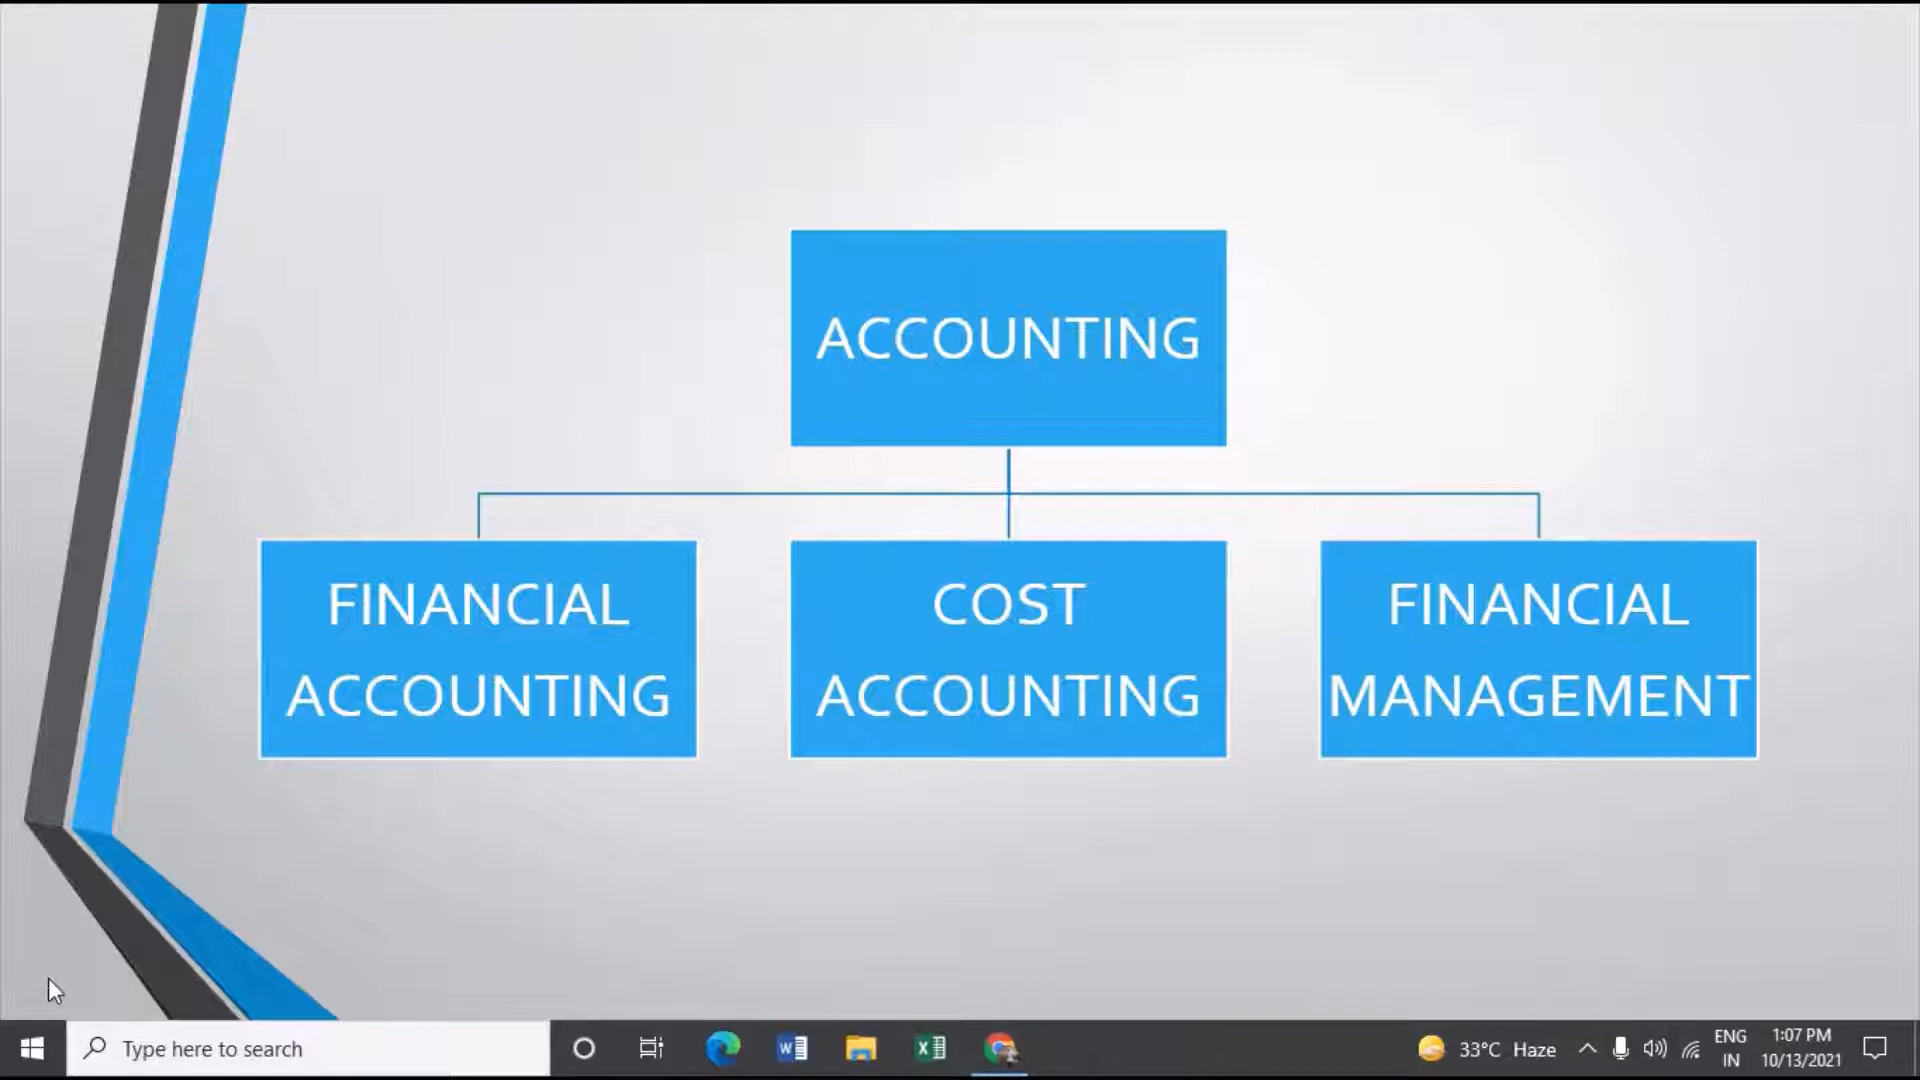 ACCOUNTING
FINANCIAL
ACCOUNTING
COST
ACCOUNTING
FINANCIAL
MANAGEMENT
Type here to search
33°C Haze
ENG
IN
1:07 PM
10/13/2021